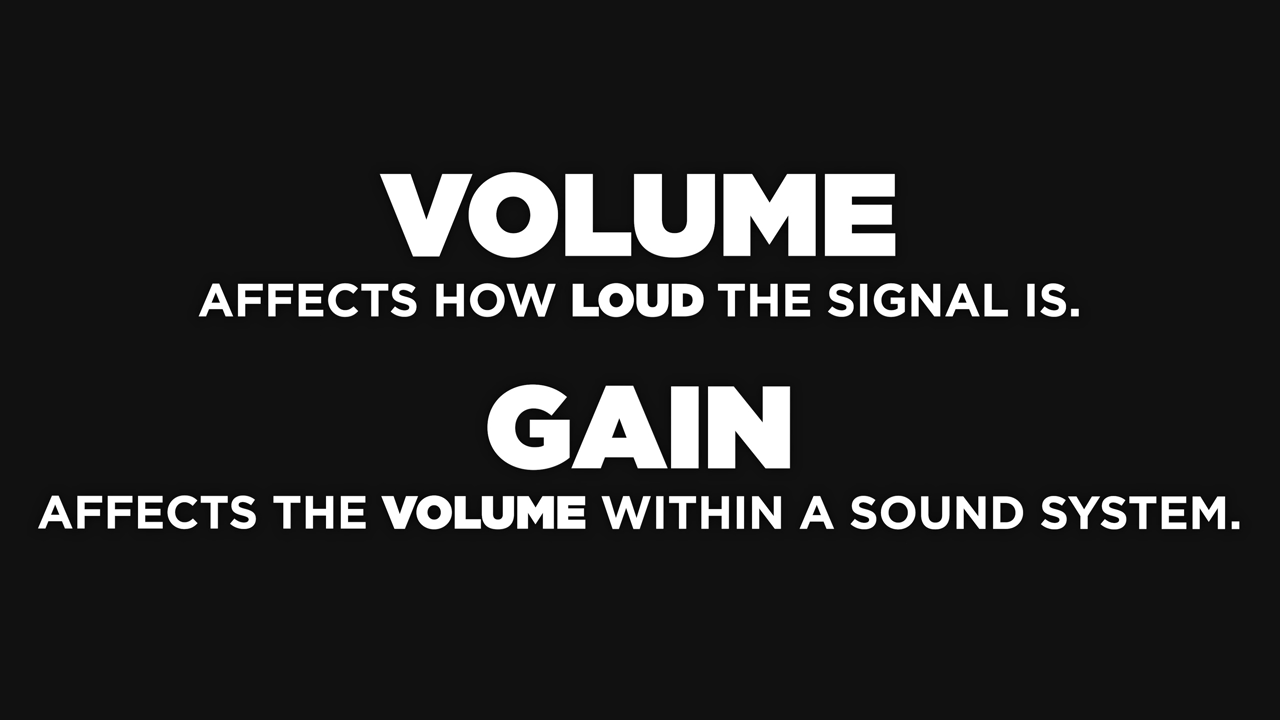 VOLUME
AFFECTS HOW LOUD THE SIGNAL IS.
GAIN
AFFECTS THE VOLUME WITHIN A SOUND SYSTEM.